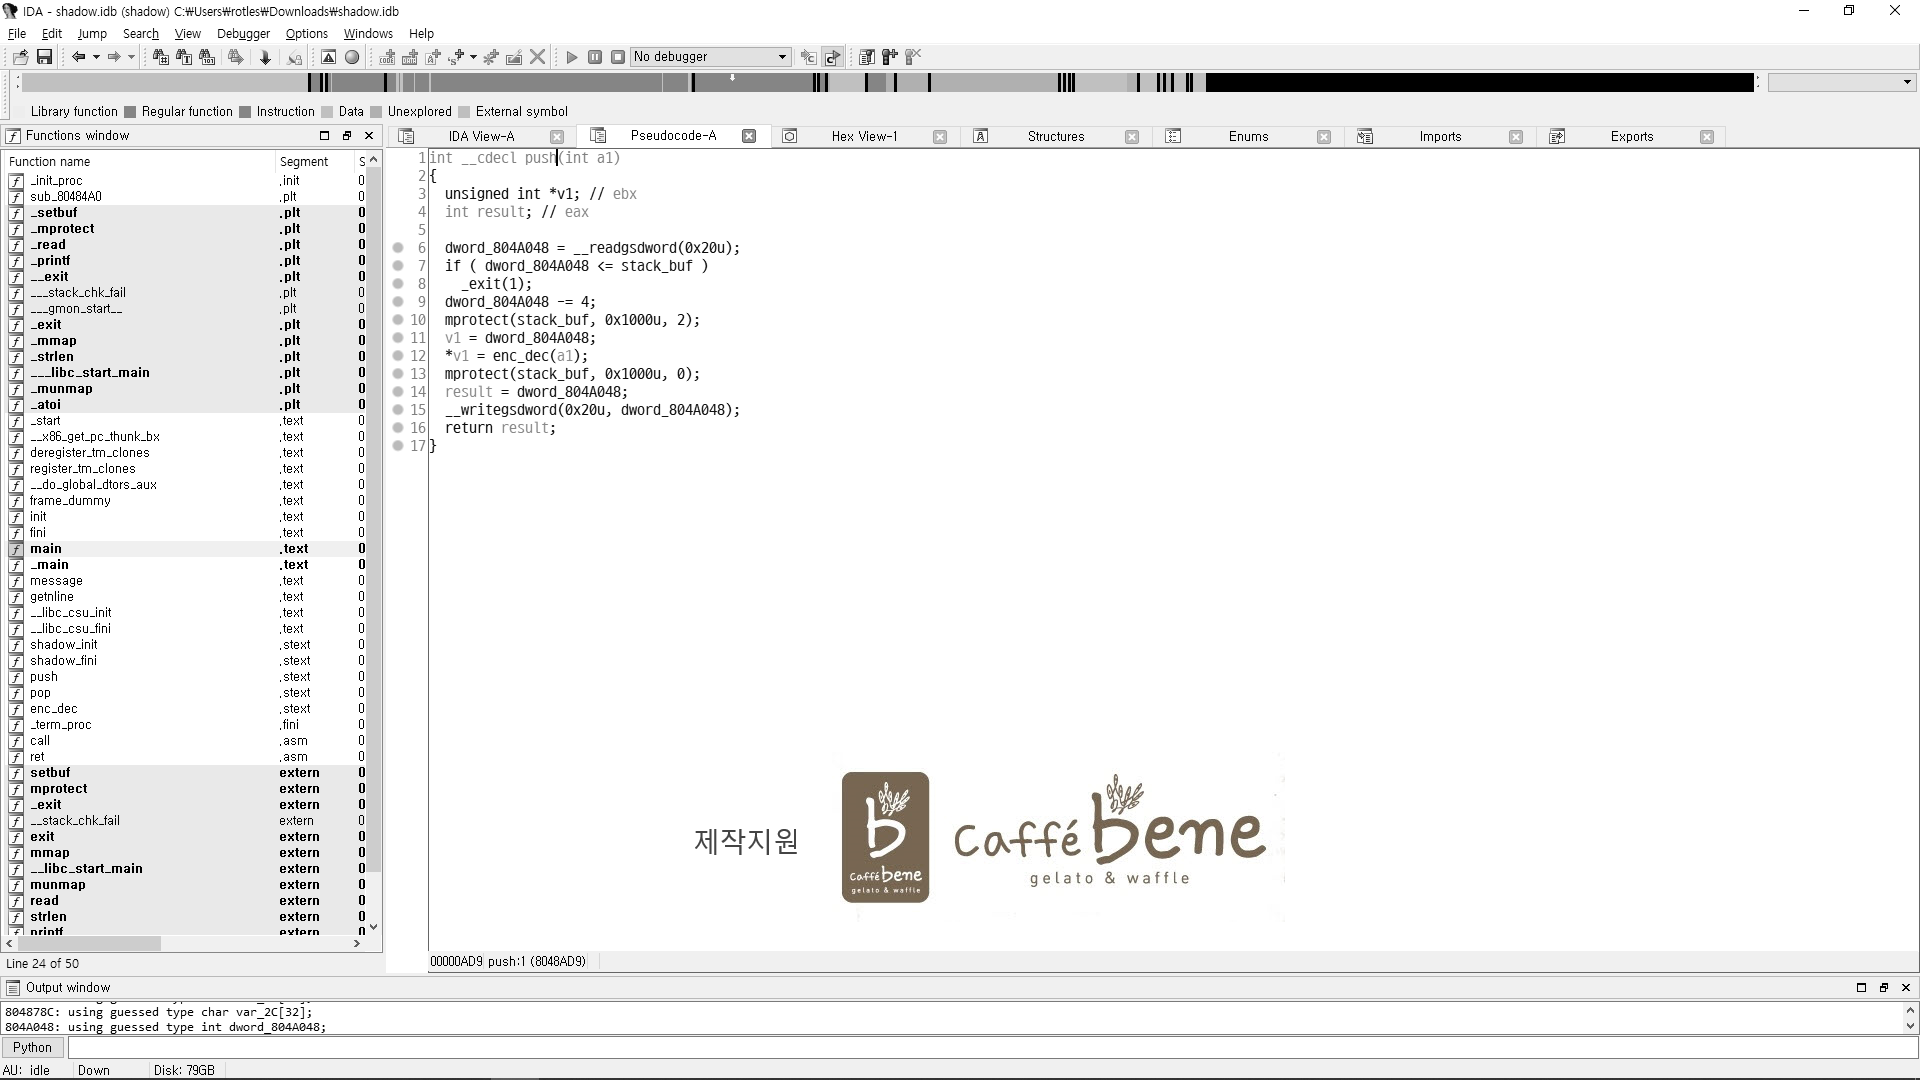 IDA - shadow.idb (shadow) C:₩Users₩rotles₩Downloads₩shadow.idb
File Edit Jump Search View Debugger Options Windows Help
No debugger
Library function Regular function Instruction Data Unexplored External symbol
Functions window
IDA View-A Pseudocode-A Hex View-1 Structures Enums Imports Exports
Function name Segment S
_init_proc .init 0
sub_80484A0 .plt 0
_setbuf .plt 0
_mprotect .plt 0
_read .plt 0
_printf .plt 0
__exit .plt 0
___stack_chk_fail .plt 0
___gmon_start__ .plt 0
_exit .plt 0
_mmap .plt 0
_strlen .plt 0
___libc_start_main .plt 0
_munmap .plt 0
_atoi .plt 0
_start .text 0
__x86_get_pc_thunk_bx .text 0
deregister_tm_clones .text 0
register_tm_clones .text 0
__do_global_dtors_aux .text 0
frame_dummy .text 0
init .text 0
fini .text 0
main .text 0
_main .text 0
message .text 0
getnline .text 0
__libc_csu_init .text 0
__libc_csu_fini .text 0
shadow_init .stext 0
shadow_fini .stext 0
push .stext 0
pop .stext 0
enc_dec .stext 0
_term_proc .fini 0
call .asm 0
ret .asm 0
setbuf extern 0
mprotect extern 0
_exit extern 0
__stack_chk_fail extern 0
exit extern 0
mmap extern 0
__libc_start_main extern 0
munmap extern 0
read extern 0
strlen extern 0
printf extern 0
Line 24 of 50
1 int __cdecl push(int a1)
2 {
3 unsigned int *v1; // ebx
4 int result; // eax
5
6 dword_804A048 = __readgsdword(0x20u);
7 if ( dword_804A048 <= stack_buf )
8 _exit(1);
9 dword_804A048 -= 4;
10 mprotect(stack_buf, 0x1000u, 2);
11 v1 = dword_804A048;
12 *v1 = enc_dec(a1);
13 mprotect(stack_buf, 0x1000u, 0);
14 result = dword_804A048;
15 __writegsdword(0x20u, dword_804A048);
16 return result;
17 }
제작지원
b
Caffé bene
gelato & waffle
Caffé bene
gelato & waffle
00000AD9 push:1 (8048AD9)
Output window
804878C: using guessed type char var_2C[32];
804A048: using guessed type int dword_804A048;
Python
AU: idle Down Disk: 79GB